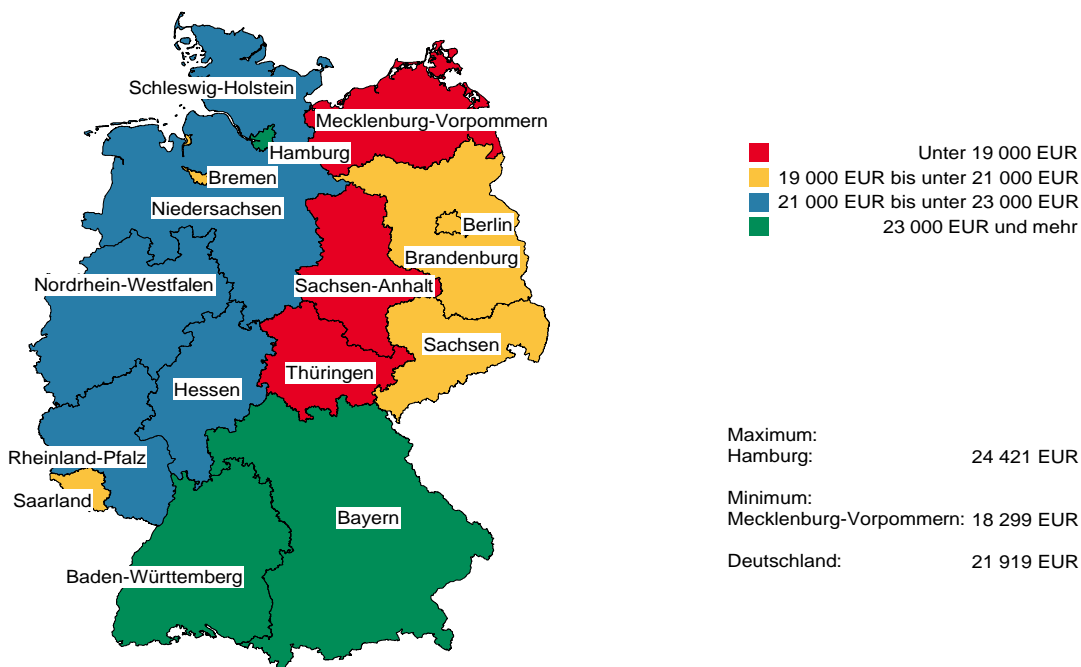 Schleswig-Holstein
Mecklenburg-Vorpommern
Hamburg
Bremen
Niedersachsen
Berlin
Brandenburg
Nordrhein-Westfalen
Sachsen-Anhalt
Sachsen
Thüringen
Hessen
Rheinland-Pfalz
Saarland
Bayern
Baden-Württemberg
Unter 19 000 EUR
19 000 EUR bis unter 21 000 EUR
21 000 EUR bis unter 23 000 EUR
23 000 EUR und mehr
Maximum:
Hamburg: 24 421 EUR
Minimum:
Mecklenburg-Vorpommern: 18 299 EUR
Deutschland: 21 919 EUR